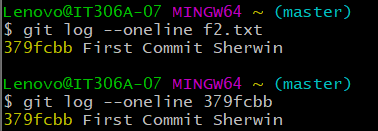 Lenovo@IT306A-07 MINGW64 ~ (master)
$ git log --oneline f2.txt
379fcbb First Commit Sherwin
Lenovo@IT306A-07 MINGW64 ~ (master)
$ git log --oneline 379fcbb
379fcbb First Commit Sherwin